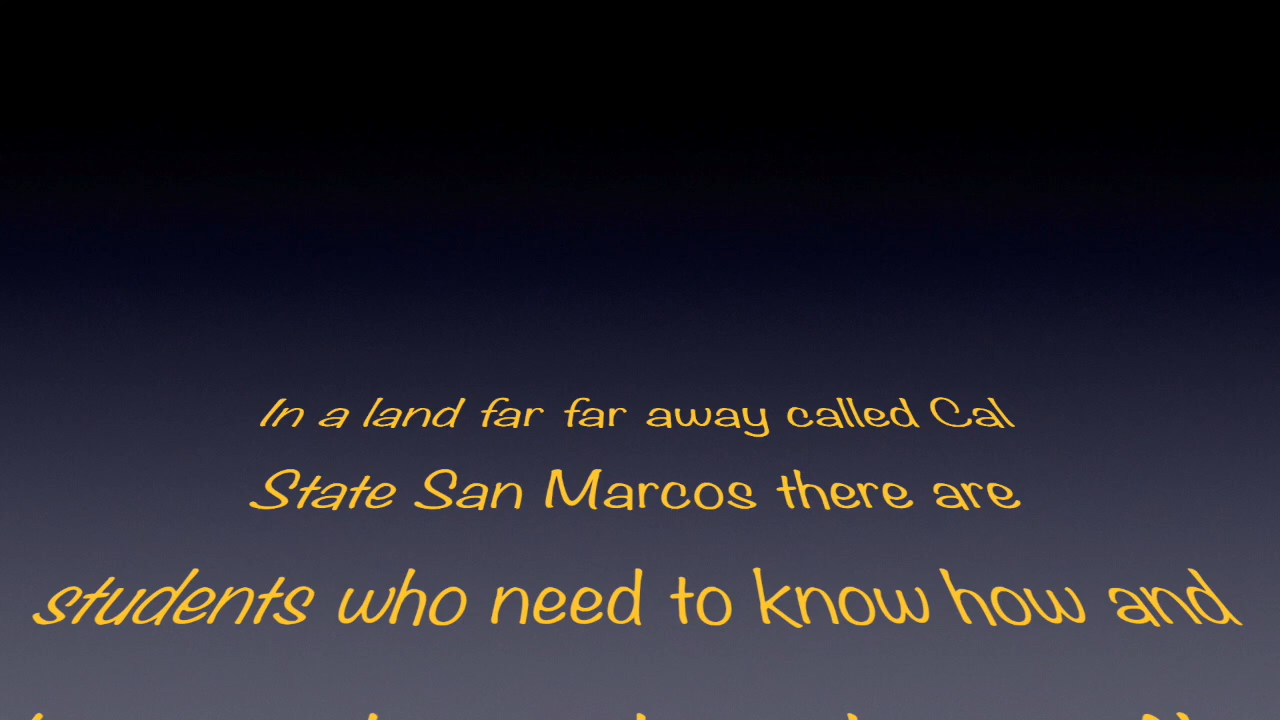 In a land far far away called Cal
State San Marcos there are
students who need to know how and